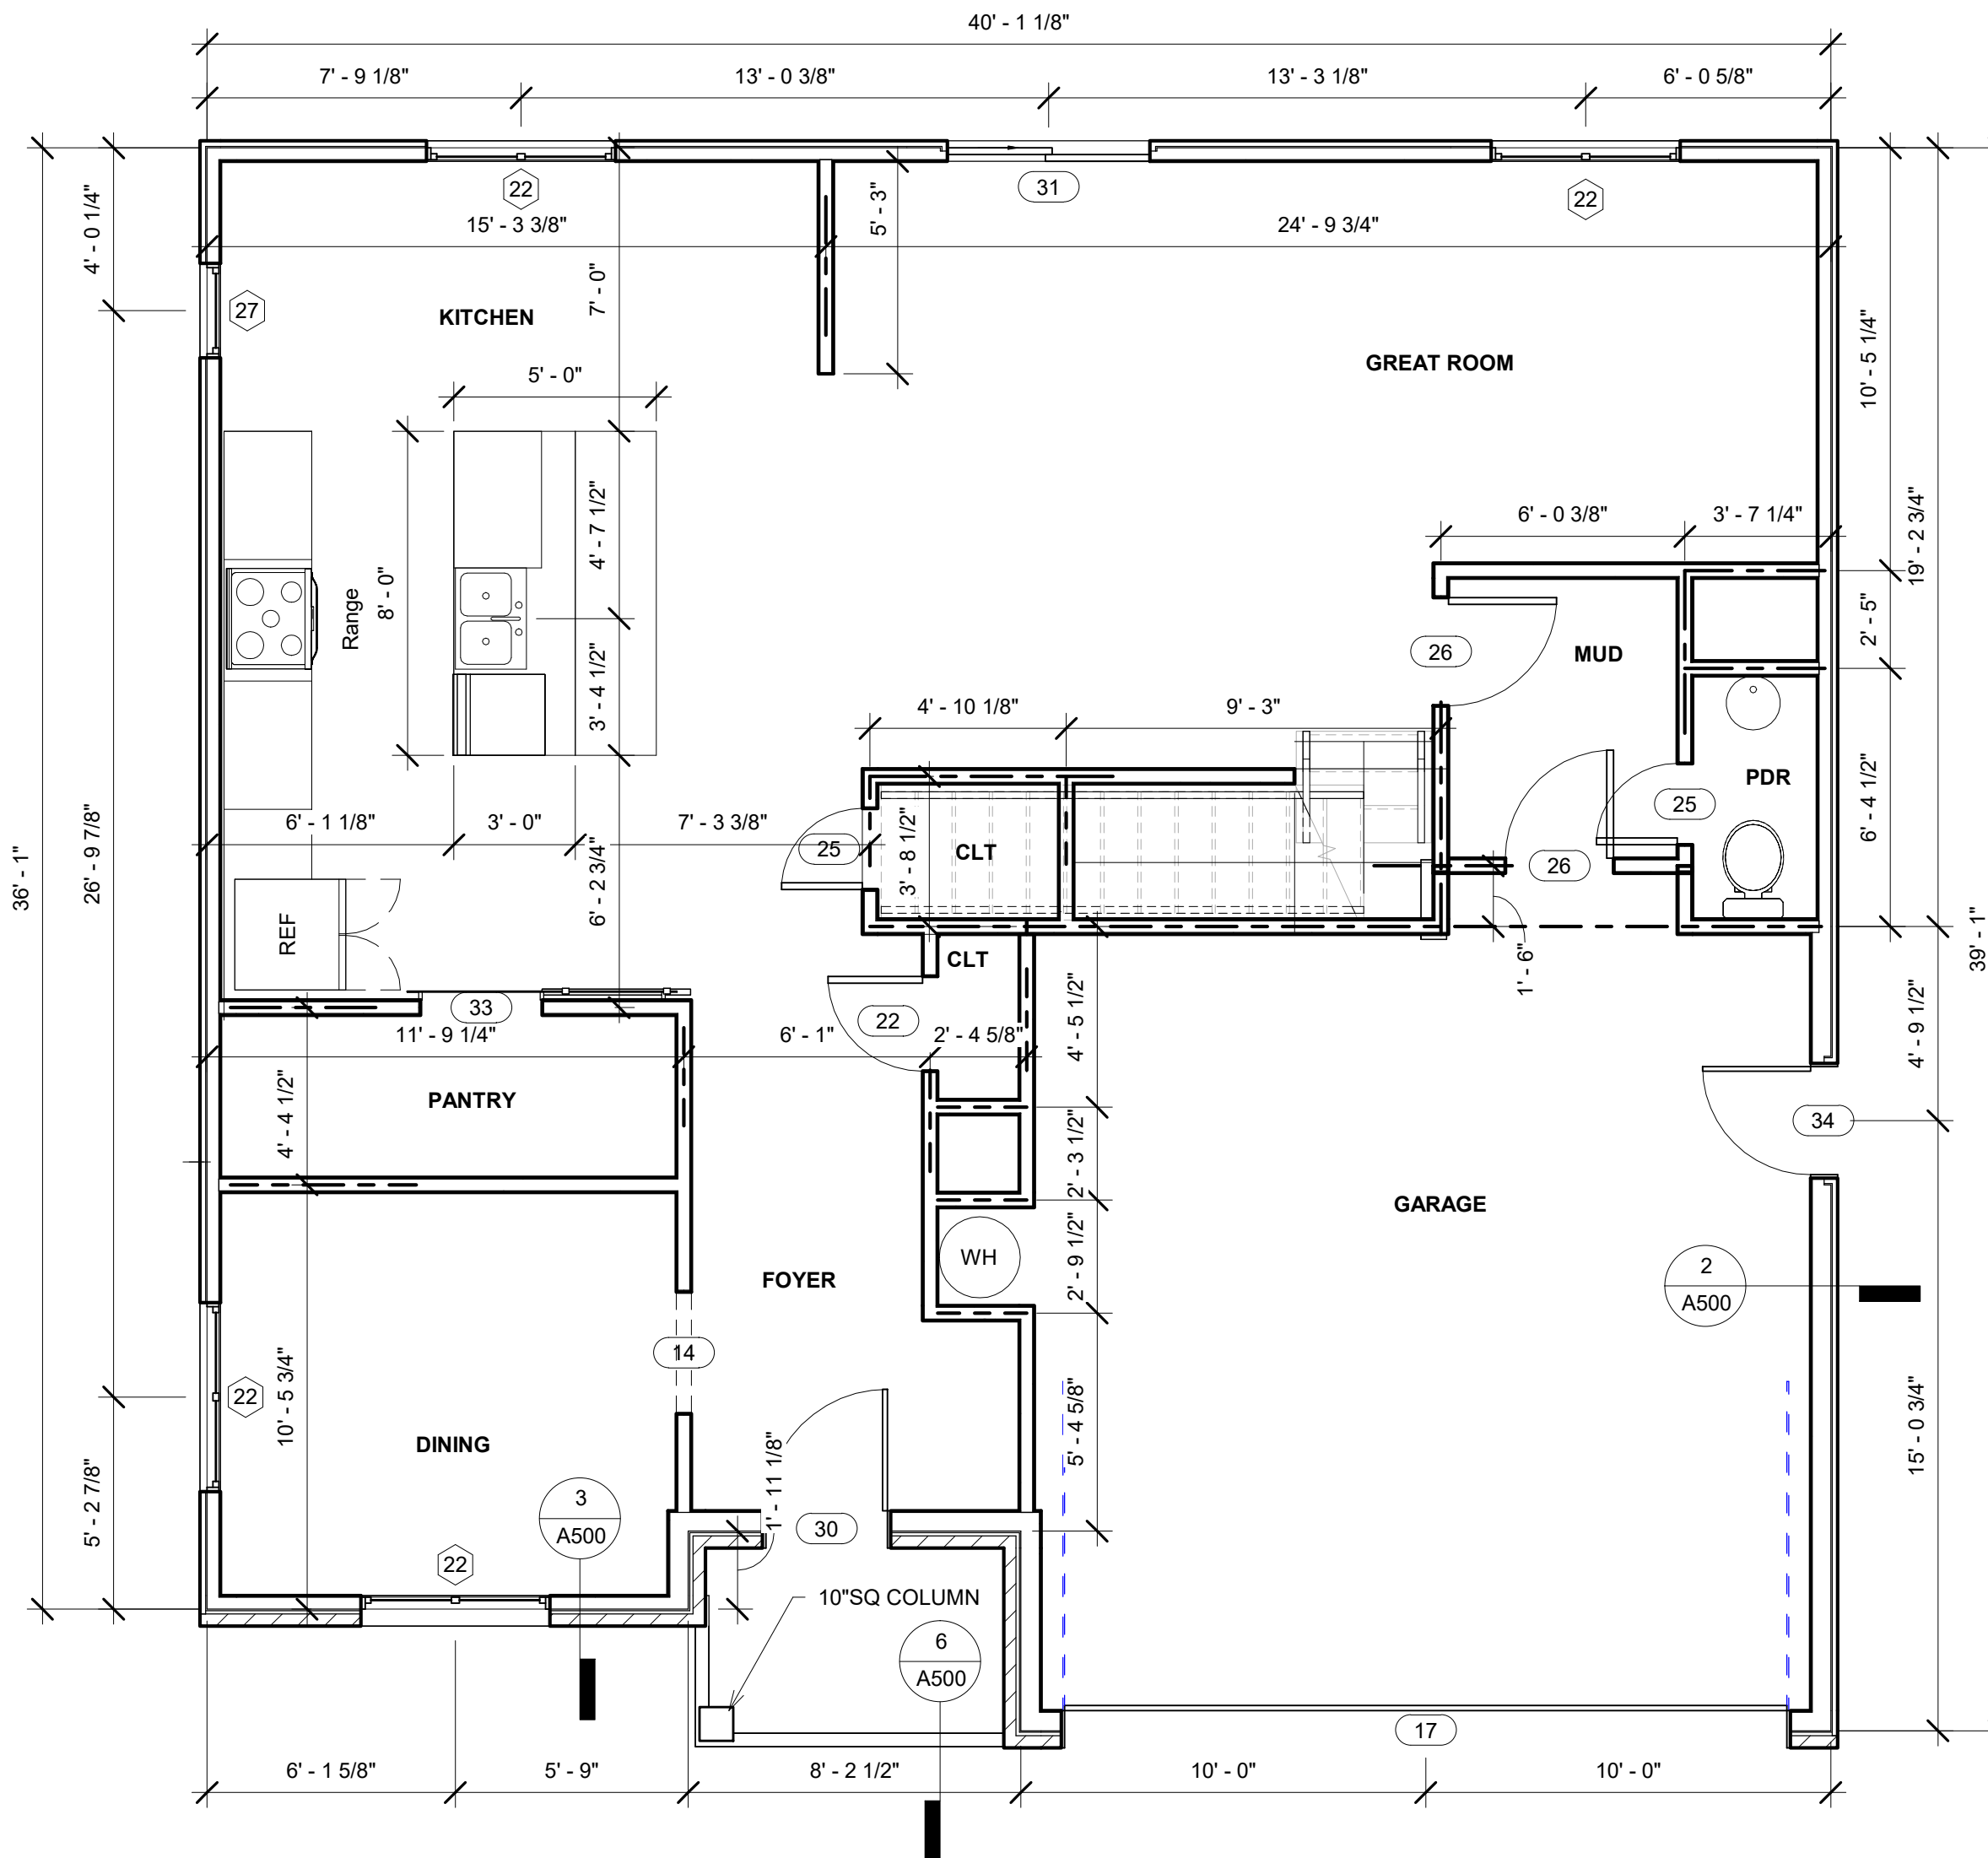 40' - 1 1/8"
7' - 9 1/8"
13' - 0 3/8"
13' - 3 1/8"
6' - 0 5/8"
22
31
22
15' - 3 3/8"
5' - 3"
24' - 9 3/4"
4' - 0 1/4"
27
KITCHEN
7' - 0"
GREAT ROOM
10' - 5 1/4"
5' - 0"
4' - 7 1/2"
6' - 0 3/8"
3' - 7 1/4"
19' - 2 3/4"
8' - 0"
Range
26
MUD
2' - 5"
3' - 4 1/2"
4' - 10 1/8"
9' - 3"
PDR
25
6' - 4 1/2"
6' - 1 1/8"
3' - 0"
7' - 3 3/8"
25
3' - 8 1/2"
CLT
26
36' - 1"
26' - 9 7/8"
6' - 2 3/4"
REF
CLT
1' - 6"
39' - 1"
33
22
11' - 9 1/4"
6' - 1"
2' - 4 5/8"
4' - 5 1/2"
4' - 9 1/2"
PANTRY
4' - 4 1/2"
34
2' - 3 1/2"
GARAGE
FOYER
WH
2' - 9 1/2"
2
A500
14
22
10' - 5 3/4"
5' - 4 5/8"
15' - 0 3/4"
DINING
1' - 11 1/8"
5' - 2 7/8"
3
A500
30
22
10"SQ COLUMN
6
A500
17
6' - 1 5/8"
5' - 9"
8' - 2 1/2"
10' - 0"
10' - 0"